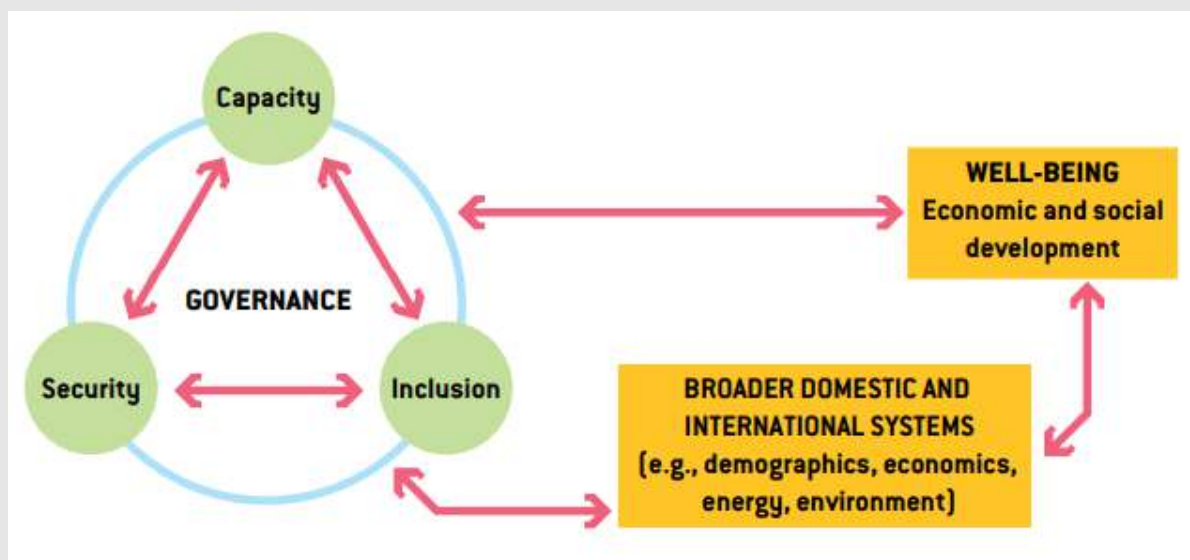 Capacity
WELL-BEING
Economic and social
development
GOVERNANCE
Security
Inclusion
BROADER DOMESTIC AND
INTERNATIONAL SYSTEMS
(e.g., demographics, economics,
energy, environment)